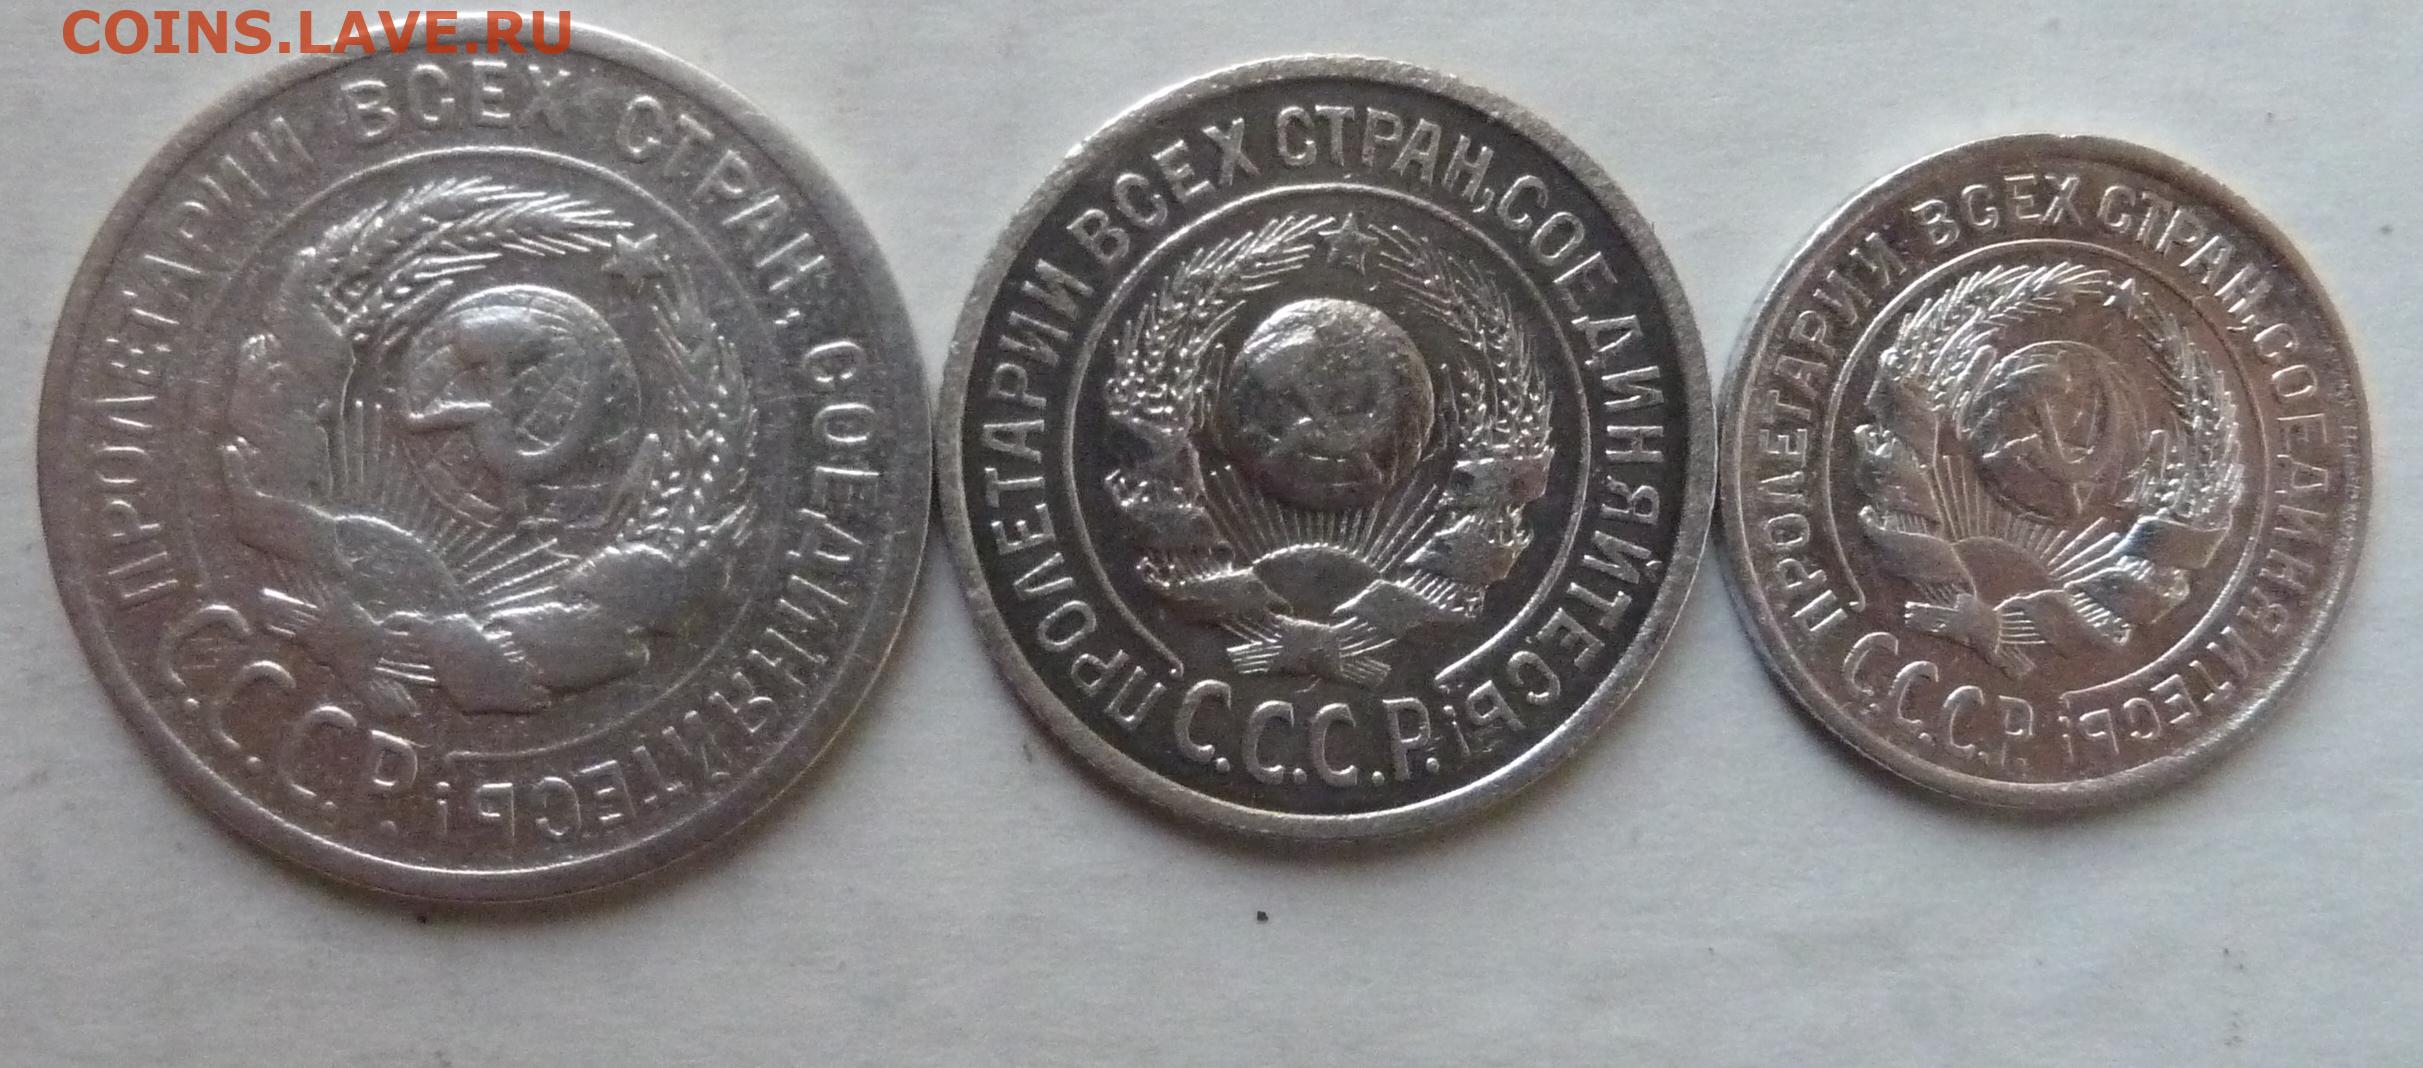 COINS.LAVE.RU
ПРОЛЕТАРИИ ВСЕХ СТРАН, СОЕДИНЯЙТЕСЬ!
С.С.С.Р.
ПРОЛЕТАРИИ ВСЕХ СТРАН, СОЕДИНЯЙТЕСЬ!
С.С.С.Р.
ПРОЛЕТАРИИ ВСЕХ СТРАН, СОЕДИНЯЙТЕСЬ!
С.С.С.Р.